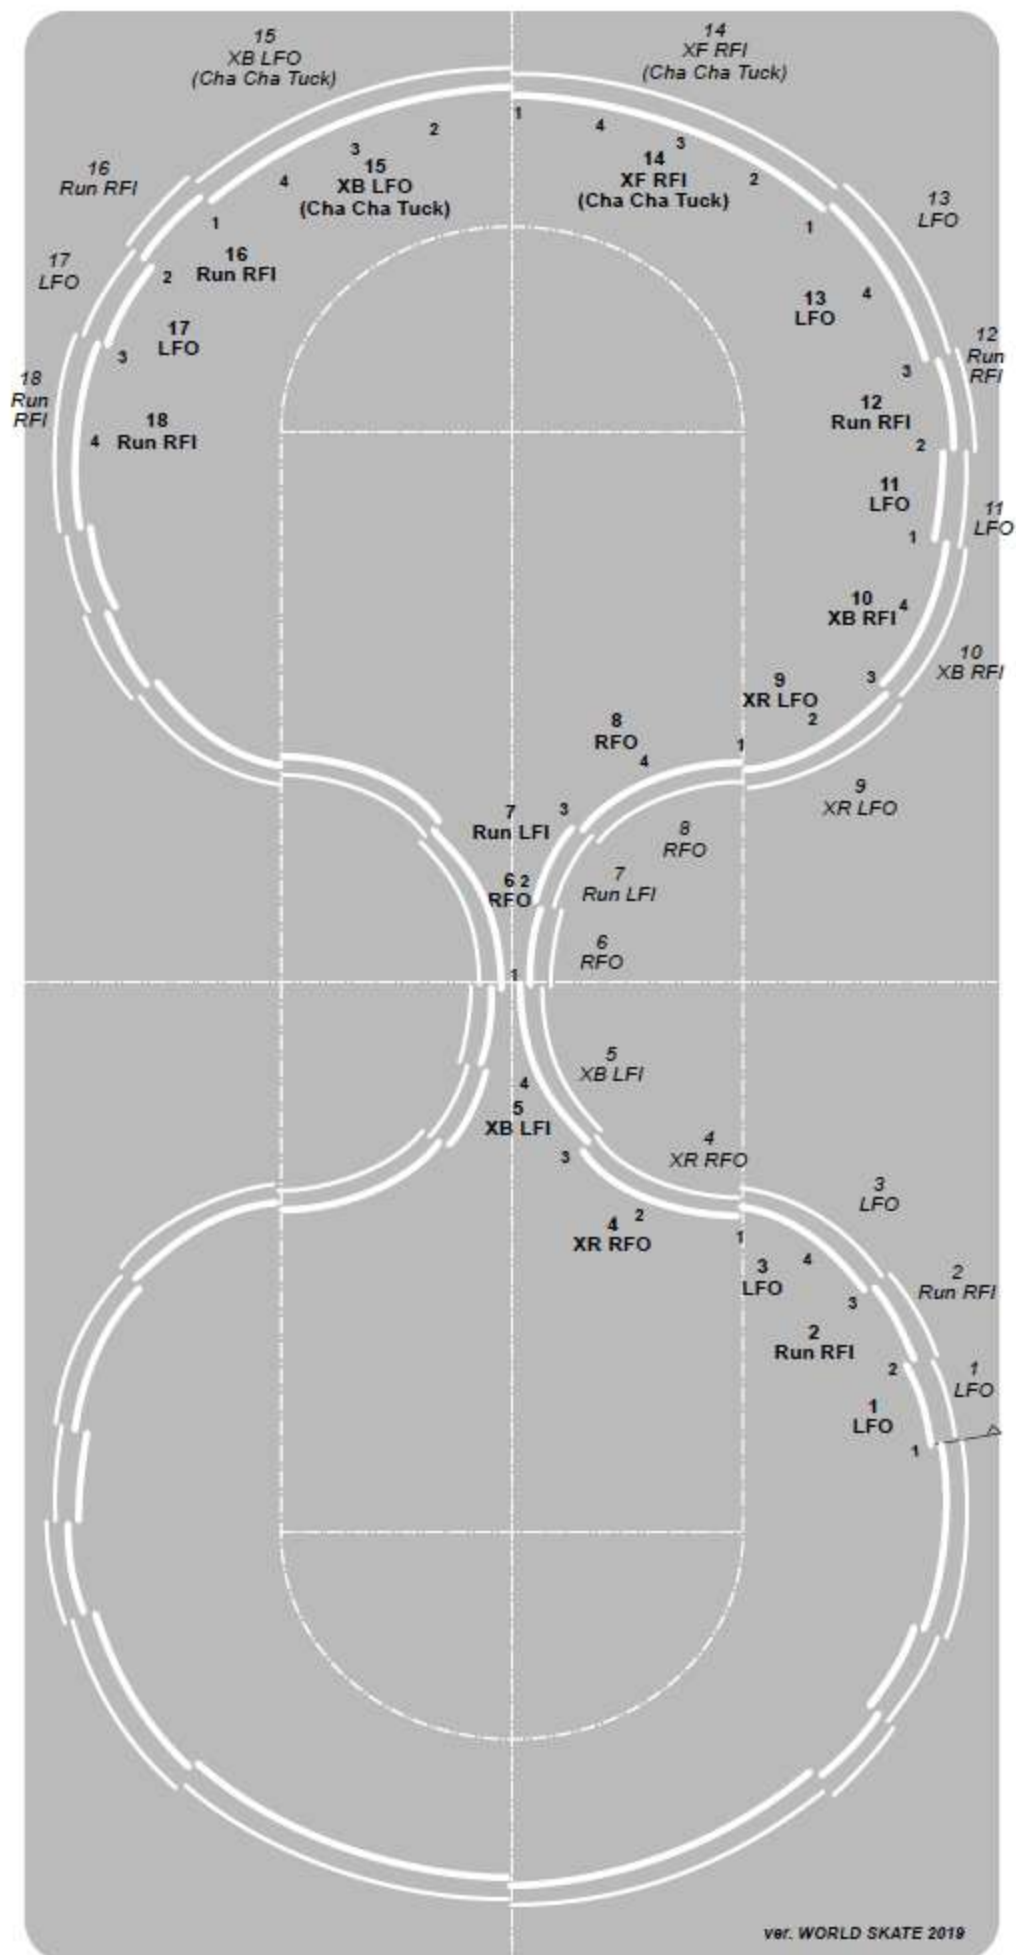 15
XB LFO
(Cha Cha Tuck)
14
XF RFI
(Cha Cha Tuck)
1
4
3
2
1
2
3
4
1
15
XB LFO
(Cha Cha Tuck)
14
XF RFI
(Cha Cha Tuck)
16
Run RFI
13
LFO
17
LFO
16
Run RFI
2
17
LFO
3
13
LFO
4
3
12
Run
RFI
18
Run
RFI
4
18
Run RFI
12
Run RFI
2
11
LFO
1
11
LFO
10
XB RFI
4
10
XB RFI
3
9
XR LFO
2
1
8
RFO
4
9
XR LFO
3
7
Run LFI
8
RFO
7
Run LFI
6 2
RFO
6
RFO
1
5
XB LFI
4
5
XB LFI
3
4
XR RFO
4 2
XR RFO
1
3
LFO
3
LFO
4
3
2
Run RFI
2
Run RFI
2
1
LFO
1
LFO
1
ver. WORLD SKATE 2019